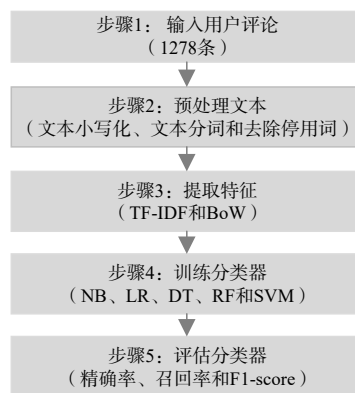 步骤1：输入用户评论
（1278条）
步骤2：预处理文本
（文本小写化、文本分词和去除停用词）
步骤3：提取特征
（TF-IDF和BoW）
步骤4：训练分类器
（NB、LR、DT、RF和SVM）
步骤5：评估分类器
（精确率、召回率和F1-score）